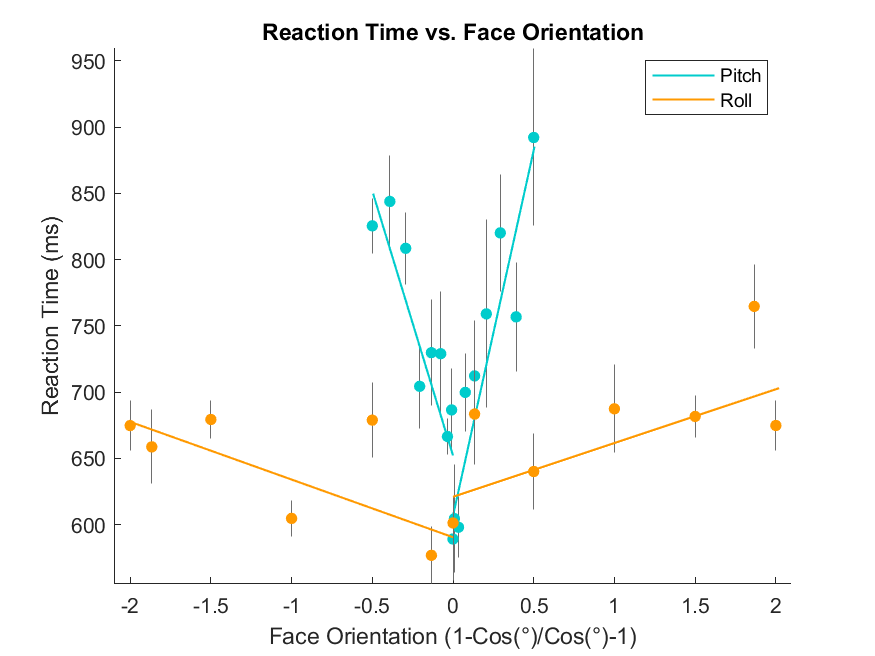 Reaction Time vs. Face Orientation
Pitch
Roll
950
900
850
800
750
700
650
600
Reaction Time (ms)
-2 -1.5 -1 -0.5 0 0.5 1 1.5 2
Face Orientation (1-Cos(°)/Cos(°)-1)